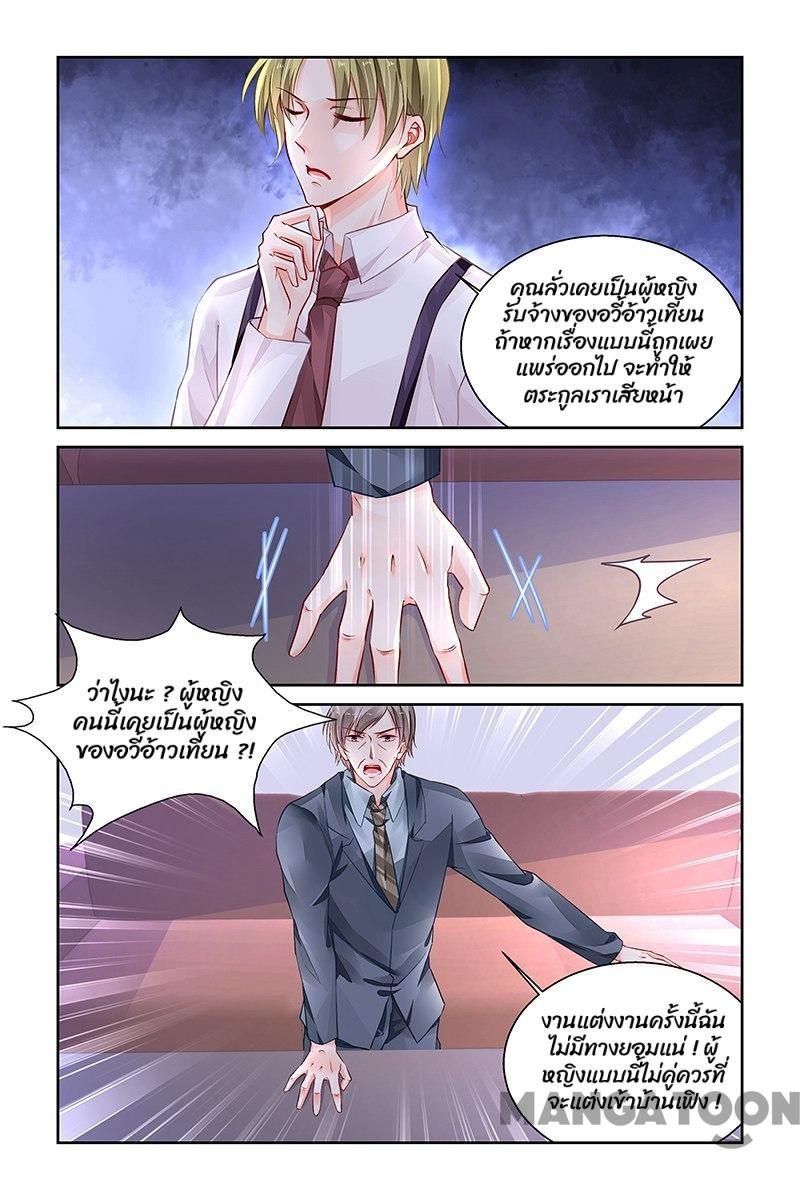 คุณลั่วเคยเป็นผู้หญิง
รับจ้างของอวี้อ้าวเทียน
ถ้าหากเรื่องแบบนี้ถูกเผย
แพร่ออกไป จะทำให้
ตระกูลเราเสียหน้า
ว่าไงนะ ? ผู้หญิง
คนนี้เคยเป็นผู้หญิง
ของอวี้อ้าวเทียน ?!
งานแต่งงานครั้งนี้ฉัน
ไม่มีทางยอมแน่ ! ผู้
หญิงแบบนี้ไม่คู่ควรที่
จะแต่งเข้าบ้านเฟิง !
MANGATOON